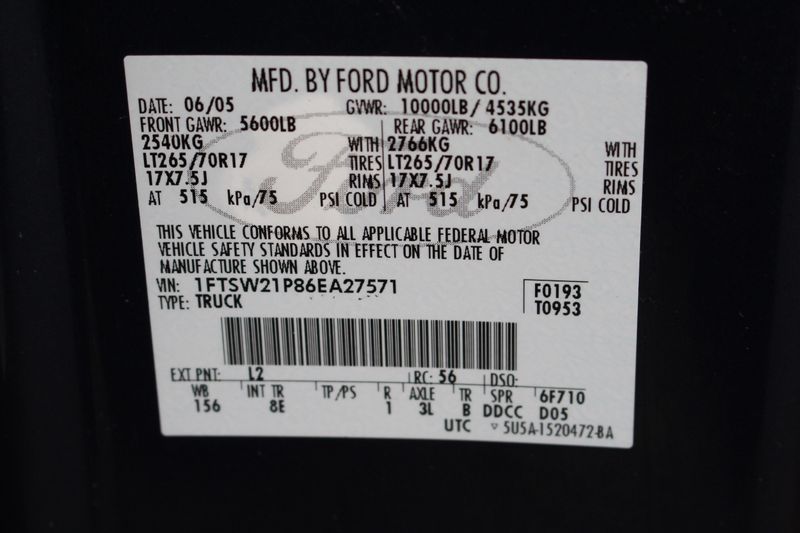 MFD. BY FORD MOTOR CO.
DATE: 06/05 GVWR: 10000LB/ 4535KG
FRONT GAWR: 5600LB REAR GAWR: 6100LB
2540KG WITH 2766KG WITH
LT265/70R17 TIRES LT265/70R17 TIRES
17X7.5J RIMS 17X7.5J RIMS
AT 515 kPa/75 PSI COLD AT 515 kPa/75 PSI COLD
Ford
THIS VEHICLE CONFORMS TO ALL APPLICABLE FEDERAL MOTOR
VEHICLE SAFETY STANDARDS IN EFFECT ON THE DATE OF
MANUFACTURE SHOWN ABOVE.
VIN: 1FTSW21P86EA27571 F0193
TYPE: TRUCK T0953
EXT PNT: L2 RC: 56 DSO:
WB INT TR TP/PS R AXLE TR SPR 6F710
156 8E 1 3L B DDCC D05
UTC ▽ 5U5A-1520472-BA